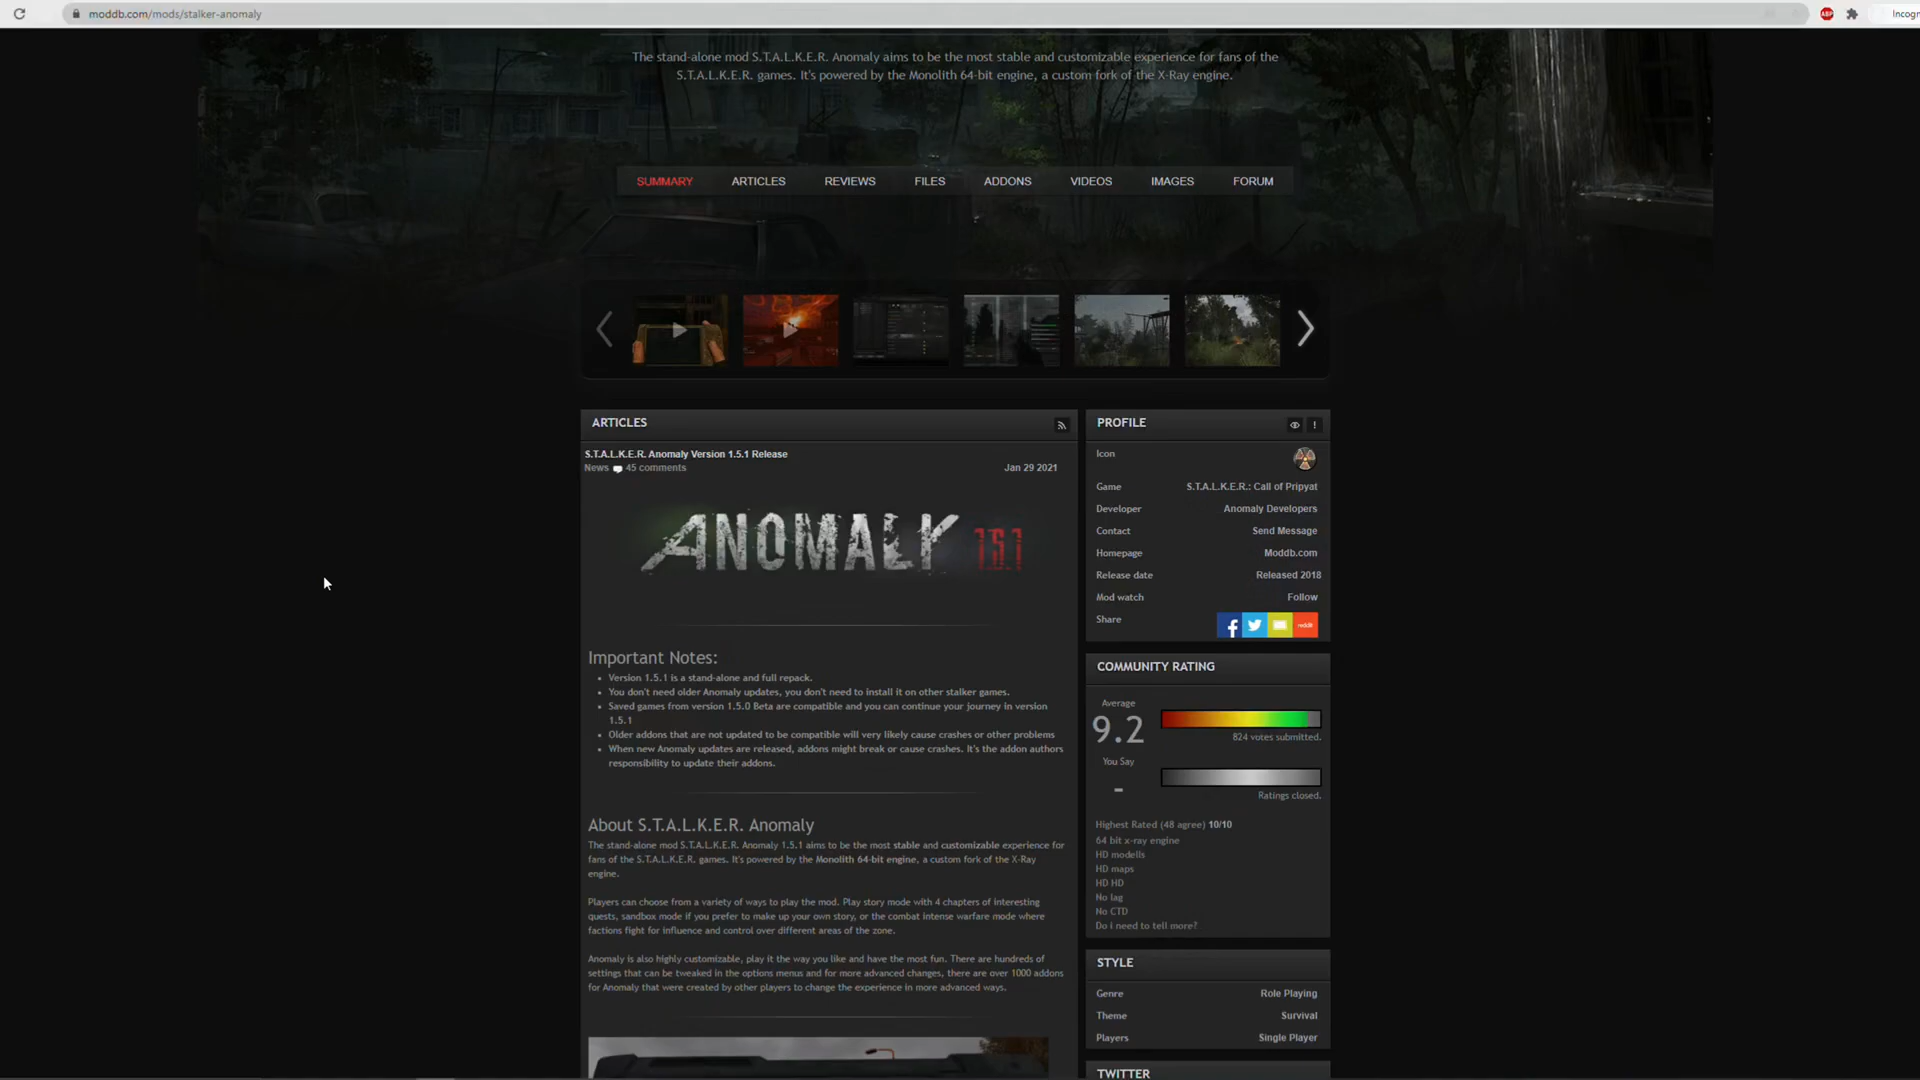 moddb.com/mods/stalker-anomaly
ABP
Incogn
The stand-alone mod S.T.A.L.K.E.R. Anomaly aims to be the most stable and customizable experience for fans of the
S.T.A.L.K.E.R. games. It's powered by the Monolith 64-bit engine, a custom fork of the X-Ray engine.
SUMMARY ARTICLES REVIEWS FILES ADDONS VIDEOS IMAGES FORUM
ARTICLES
S.T.A.L.K.E.R. Anomaly Version 1.5.1 Release
News 45 comments Jan 29 2021
ANOMALY 1.5.1
Important Notes:
• Version 1.5.1 is a stand-alone and full repack.
• You don't need older Anomaly updates, you don't need to install it on other stalker games.
• Saved games from version 1.5.0 Beta are compatible and you can continue your journey in version
1.5.1
• Older addons that are not updated to be compatible will very likely cause crashes or other problems
• When new Anomaly updates are released, addons might break or cause crashes. It's the addon authors
responsibility to update their addons.
About S.T.A.L.K.E.R. Anomaly
The stand-alone mod S.T.A.L.K.E.R. Anomaly 1.5.1 aims to be the most stable and customizable experience for
fans of the S.T.A.L.K.E.R. games. It's powered by the Monolith 64-bit engine, a custom fork of the X-Ray
engine.
Players can choose from a variety of ways to play the mod. Play story mode with 4 chapters of interesting
quests, sandbox mode if you prefer to make up your own story, or the combat intense warfare mode where
factions fight for influence and control over different areas of the zone.
Anomaly is also highly customizable, play it the way you like and have the most fun. There are hundreds of
settings that can be tweaked in the options menus and for more advanced changes, there are over 1000 addons
for Anomaly that were created by other players to change the experience in more advanced ways.
PROFILE
Icon
Game S.T.A.L.K.E.R.: Call of Pripyat
Developer Anomaly Developers
Contact Send Message
Homepage Moddb.com
Release date Released 2018
Mod watch Follow
Share reddit
COMMUNITY RATING
Average
9.2
824 votes submitted.
You Say
-
Ratings closed.
Highest Rated (48 agree) 10/10
64 bit x-ray engine
HD modells
HD maps
HD HD
No lag
No CTD
Do i need to tell more?
STYLE
Genre Role Playing
Theme Survival
Players Single Player
TWITTER